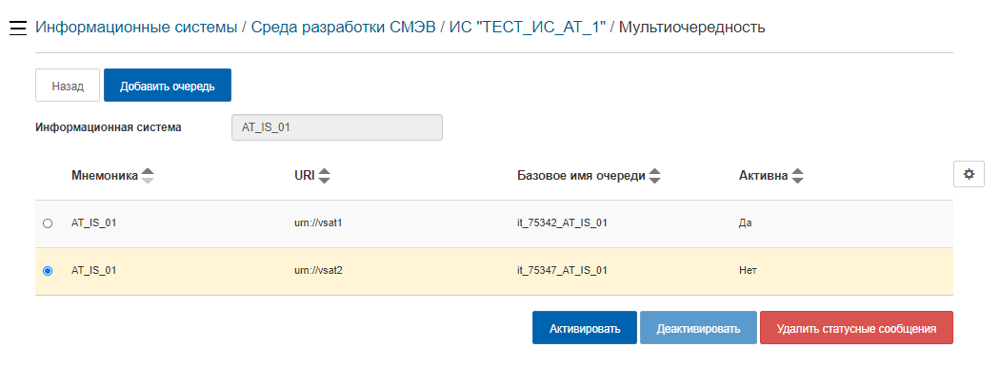 Информационные системы / Среда разработки СМЭВ / ИС "ТЕСТ_ИС_АТ_1" / Мультиочередность
Назад Добавить очередь
Информационная система AT_IS_01
Мнемоника URI Базовое имя очереди Активна
AT_IS_01 urn://vsat1 it_75342_AT_IS_01 Да
AT_IS_01 urn://vsat2 it_75347_AT_IS_01 Нет
Активировать Деактивировать Удалить статусные сообщения